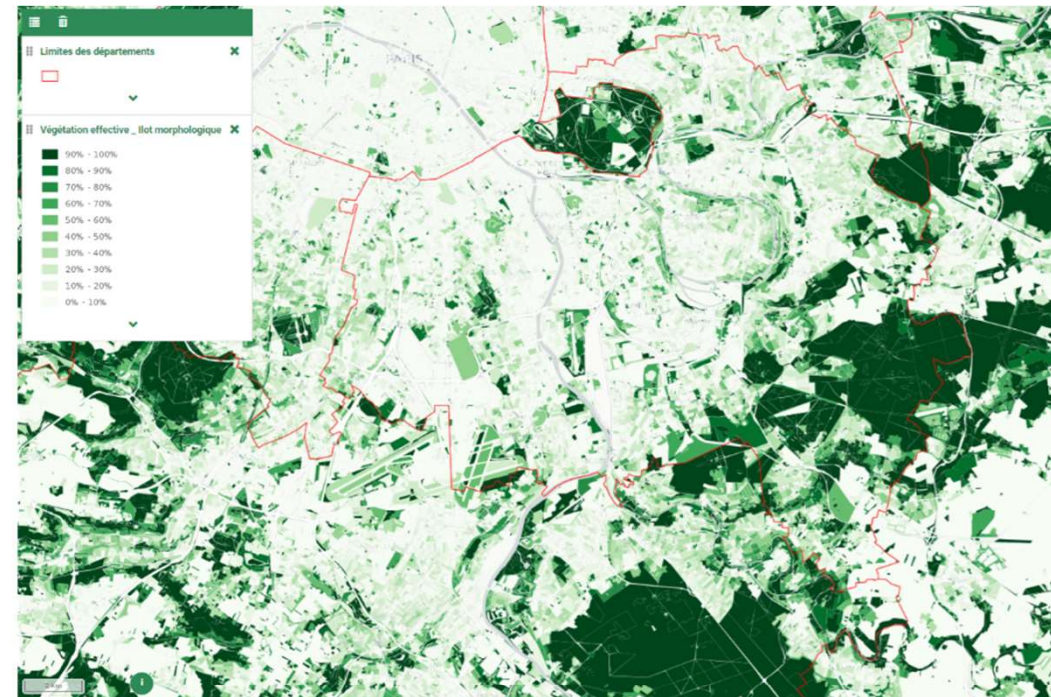 Limites des départements
Végétation effective _ Ilot morphologique
90% - 100%
80% - 90%
70% - 80%
60% - 70%
50% - 60%
40% - 50%
30% - 40%
20% - 30%
10% - 20%
0% - 10%
PARIS